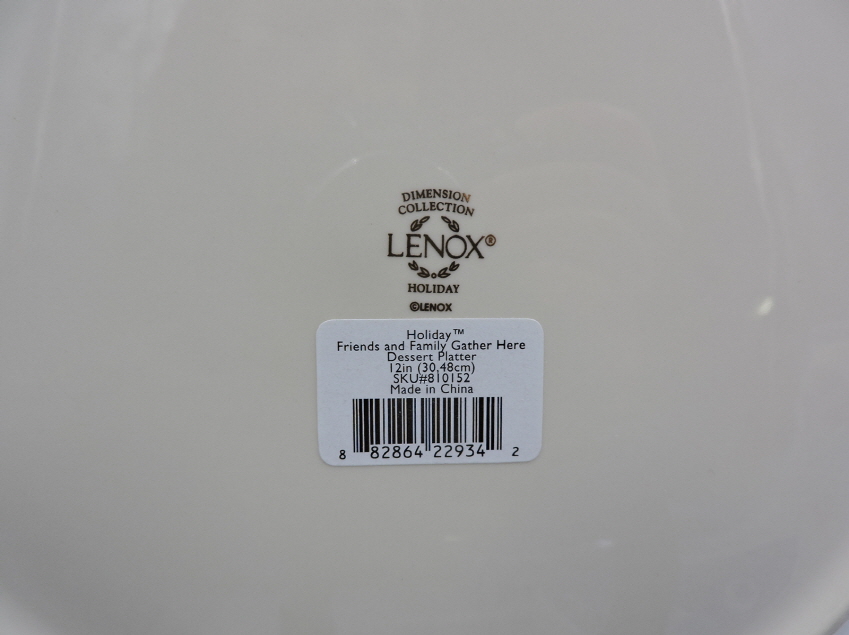 DIMENSION
COLLECTION
LENOX®
HOLIDAY
©LENOX
Holiday™
Friends and Family Gather Here
Dessert Platter
12in (30.48cm)
SKU#810152
Made in China
8 82864 22934 2